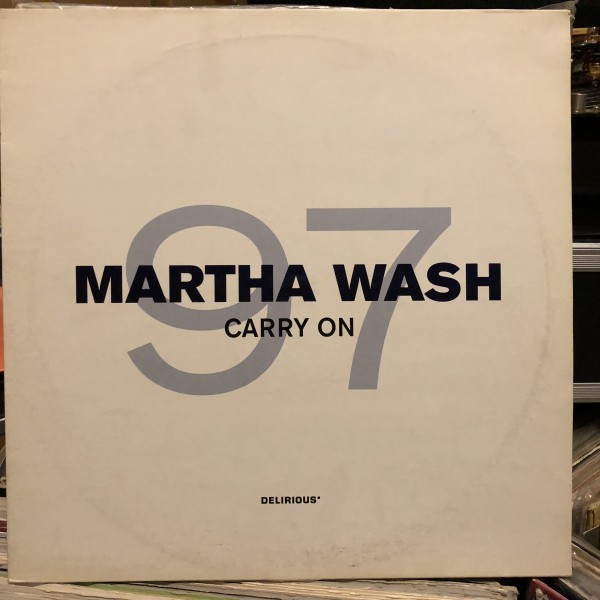 97
MARTHA WASH
CARRY ON
DELIRIOUS*